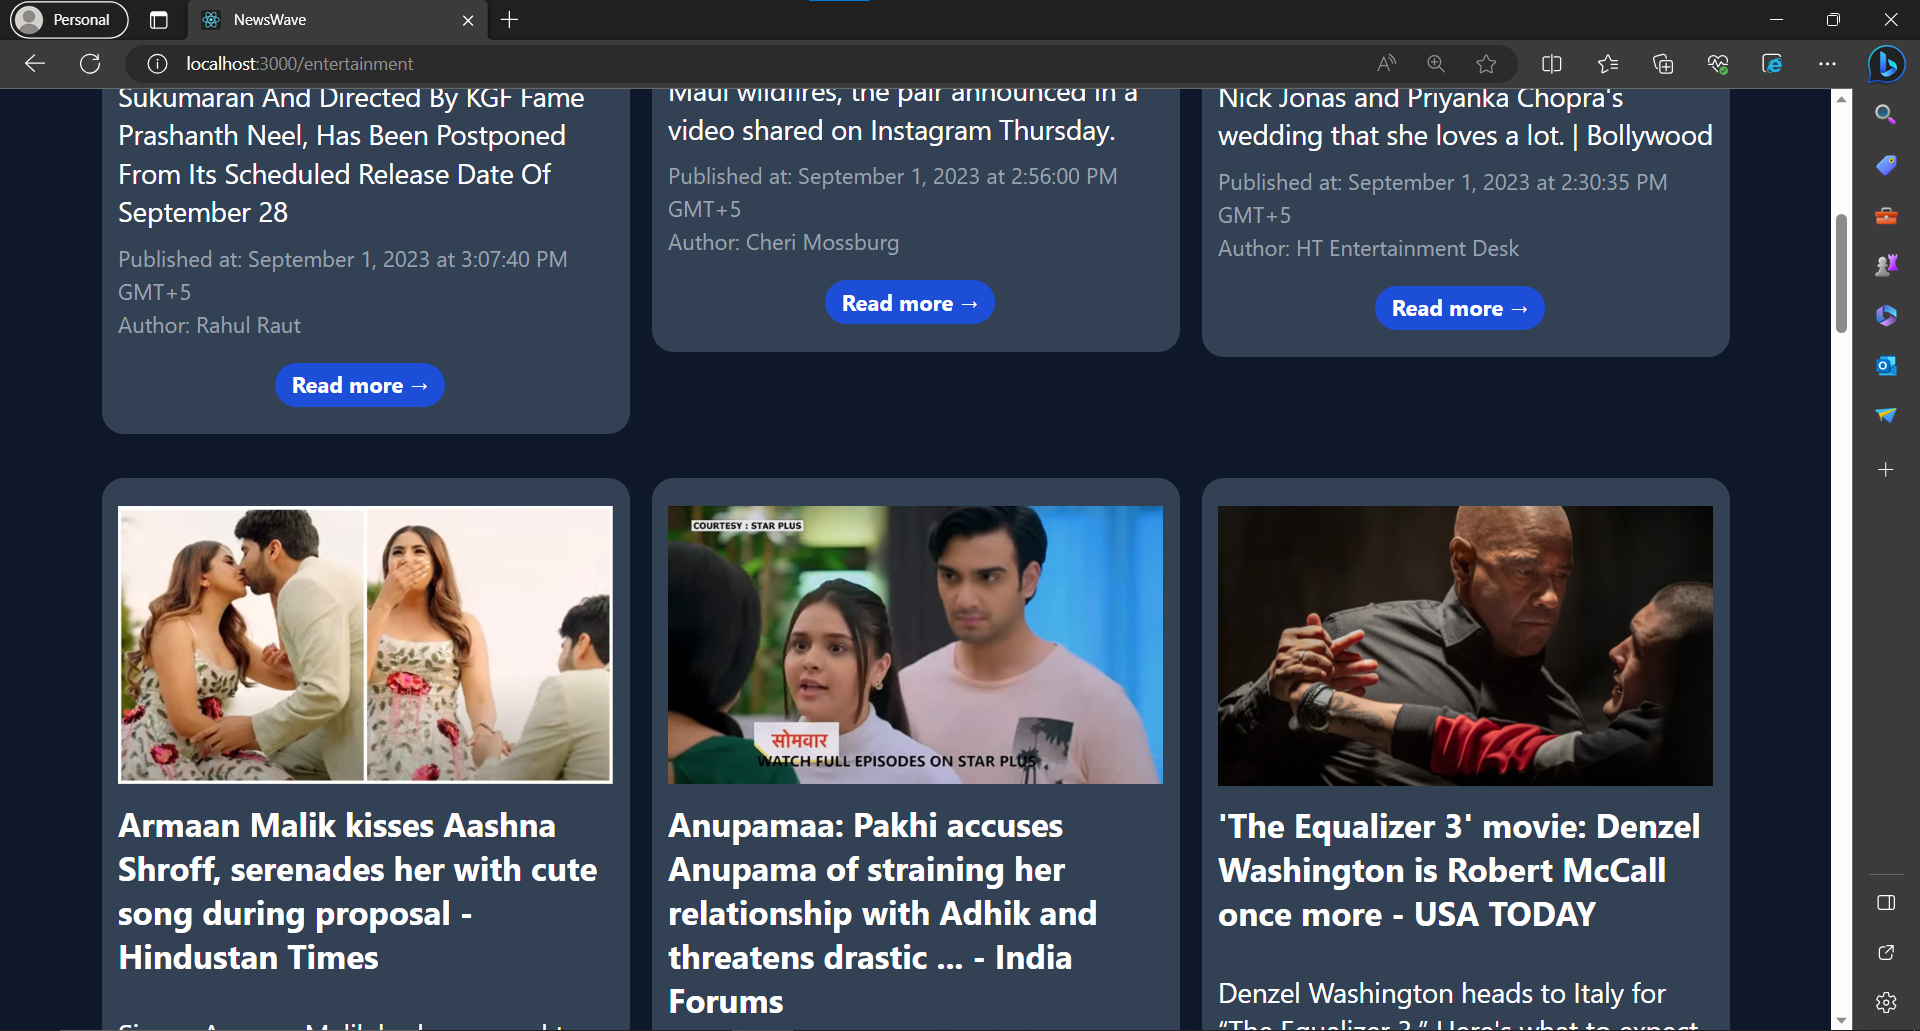 Personal
NewsWave
localhost:3000/entertainment
Sukumaran And Directed By KGF Fame
Prashanth Neel, Has Been Postponed
From Its Scheduled Release Date Of
September 28
Published at: September 1, 2023 at 3:07:40 PM
GMT+5
Author: Rahul Raut
Read more →
Maui wildfires, the pair announced in a
video shared on Instagram Thursday.
Published at: September 1, 2023 at 2:56:00 PM
GMT+5
Author: Cheri Mossburg
Read more →
Nick Jonas and Priyanka Chopra's
wedding that she loves a lot. | Bollywood
Published at: September 1, 2023 at 2:30:35 PM
GMT+5
Author: HT Entertainment Desk
Read more →
Armaan Malik kisses Aashna
Shroff, serenades her with cute
song during proposal -
Hindustan Times
COURTESY : STAR PLUS
सोमवार
WATCH FULL EPISODES ON STAR PLUS
Anupamaa: Pakhi accuses
Anupama of straining her
relationship with Adhik and
threatens drastic ... - India
Forums
'The Equalizer 3' movie: Denzel
Washington is Robert McCall
once more - USA TODAY
Denzel Washington heads to Italy for
"The Equalizer 3." Here's what to expect